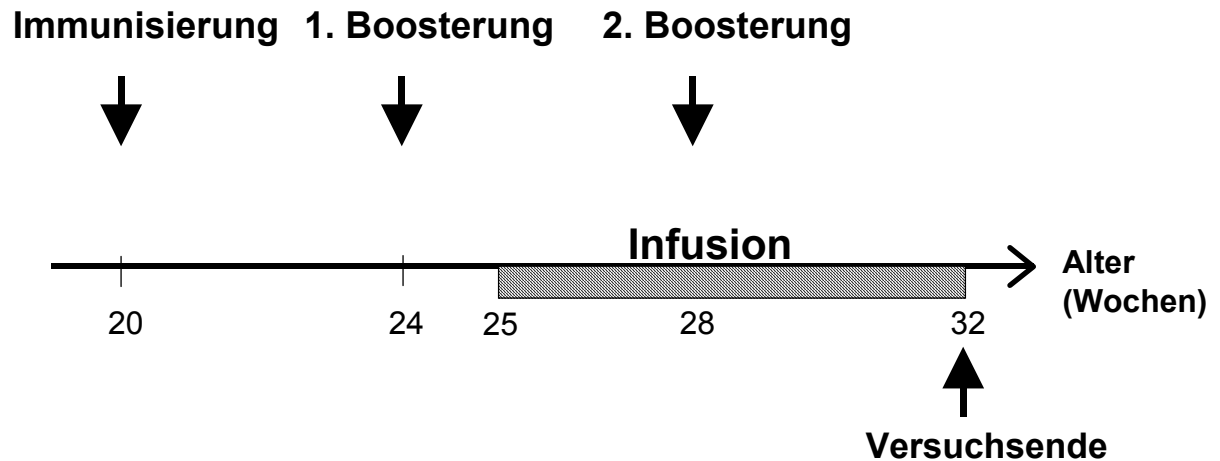 Immunisierung 1. Boosterung 2. Boosterung
Infusion
Alter
(Wochen)
20 24 25 28 32
Versuchsende